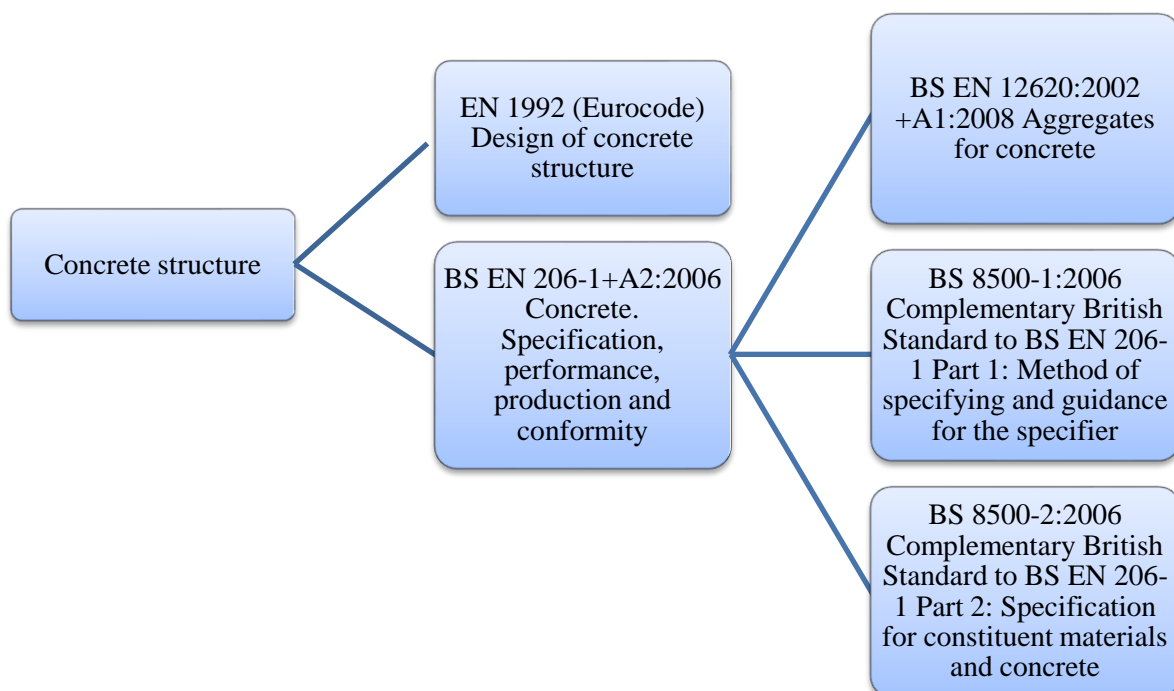 Concrete structure
EN 1992 (Eurocode)
Design of concrete
structure
BS EN 206-1+A2:2006
Concrete.
Specification,
performance,
production and
conformity
BS EN 12620:2002
+A1:2008 Aggregates
for concrete
BS 8500-1:2006
Complementary British
Standard to BS EN 206-
1 Part 1: Method of
specifying and guidance
for the specifier
BS 8500-2:2006
Complementary British
Standard to BS EN 206-
1 Part 2: Specification
for constituent materials
and concrete